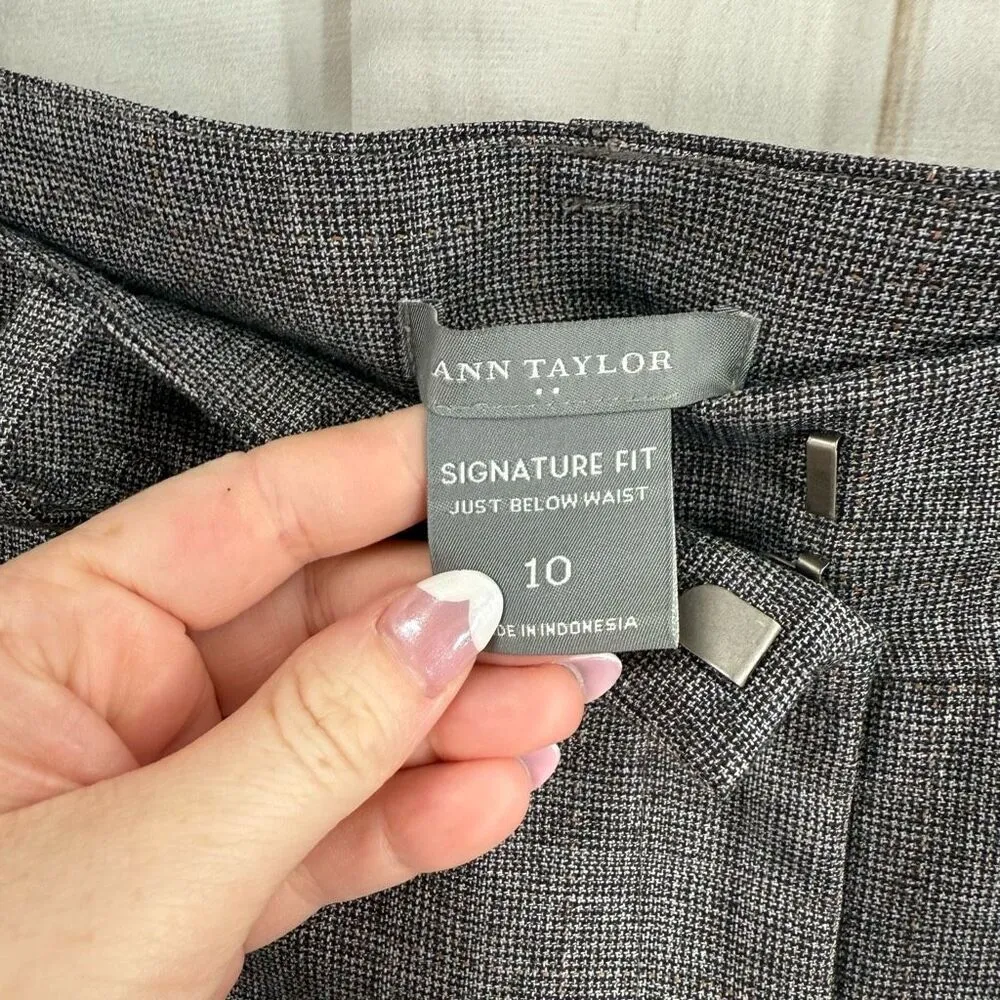 ANN TAYLOR
SIGNATURE FIT
JUST BELOW WAIST
10
DE IN INDONESIA